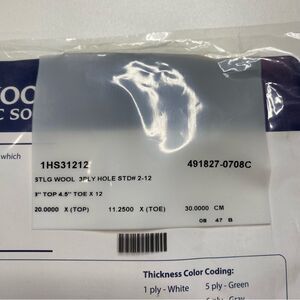 which
1HS31212 491827-0708C
STLG WOOL 3PLY HOLE STD# 2-12
TOP 4.5" TOE X 12
20.0000 X (TOP) 11.2500 X (TOE) 30.0000 CM
08 47 B
Thickness Color Coding:
1 ply - White 5 ply - Green